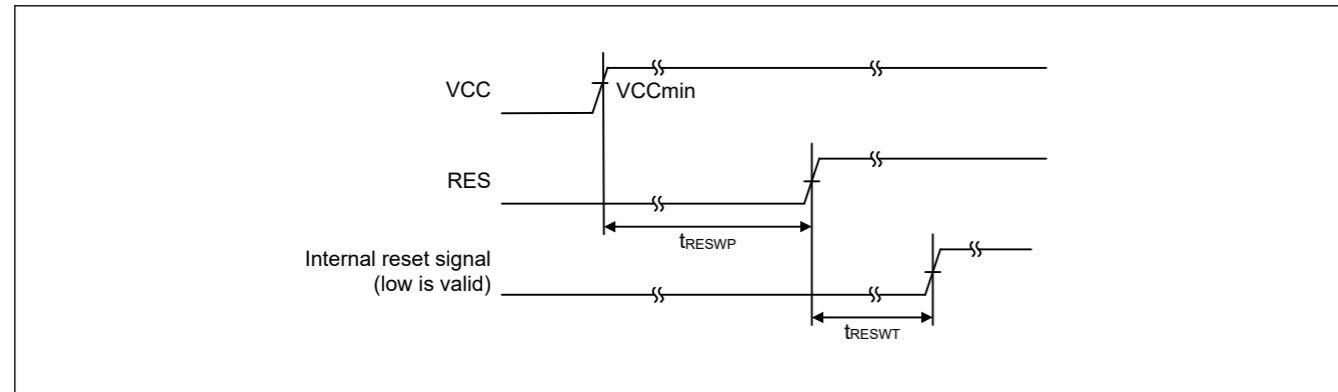 VCC
VCCmin
RES
tRESWP
Internal reset signal
(low is valid)
tRESWT